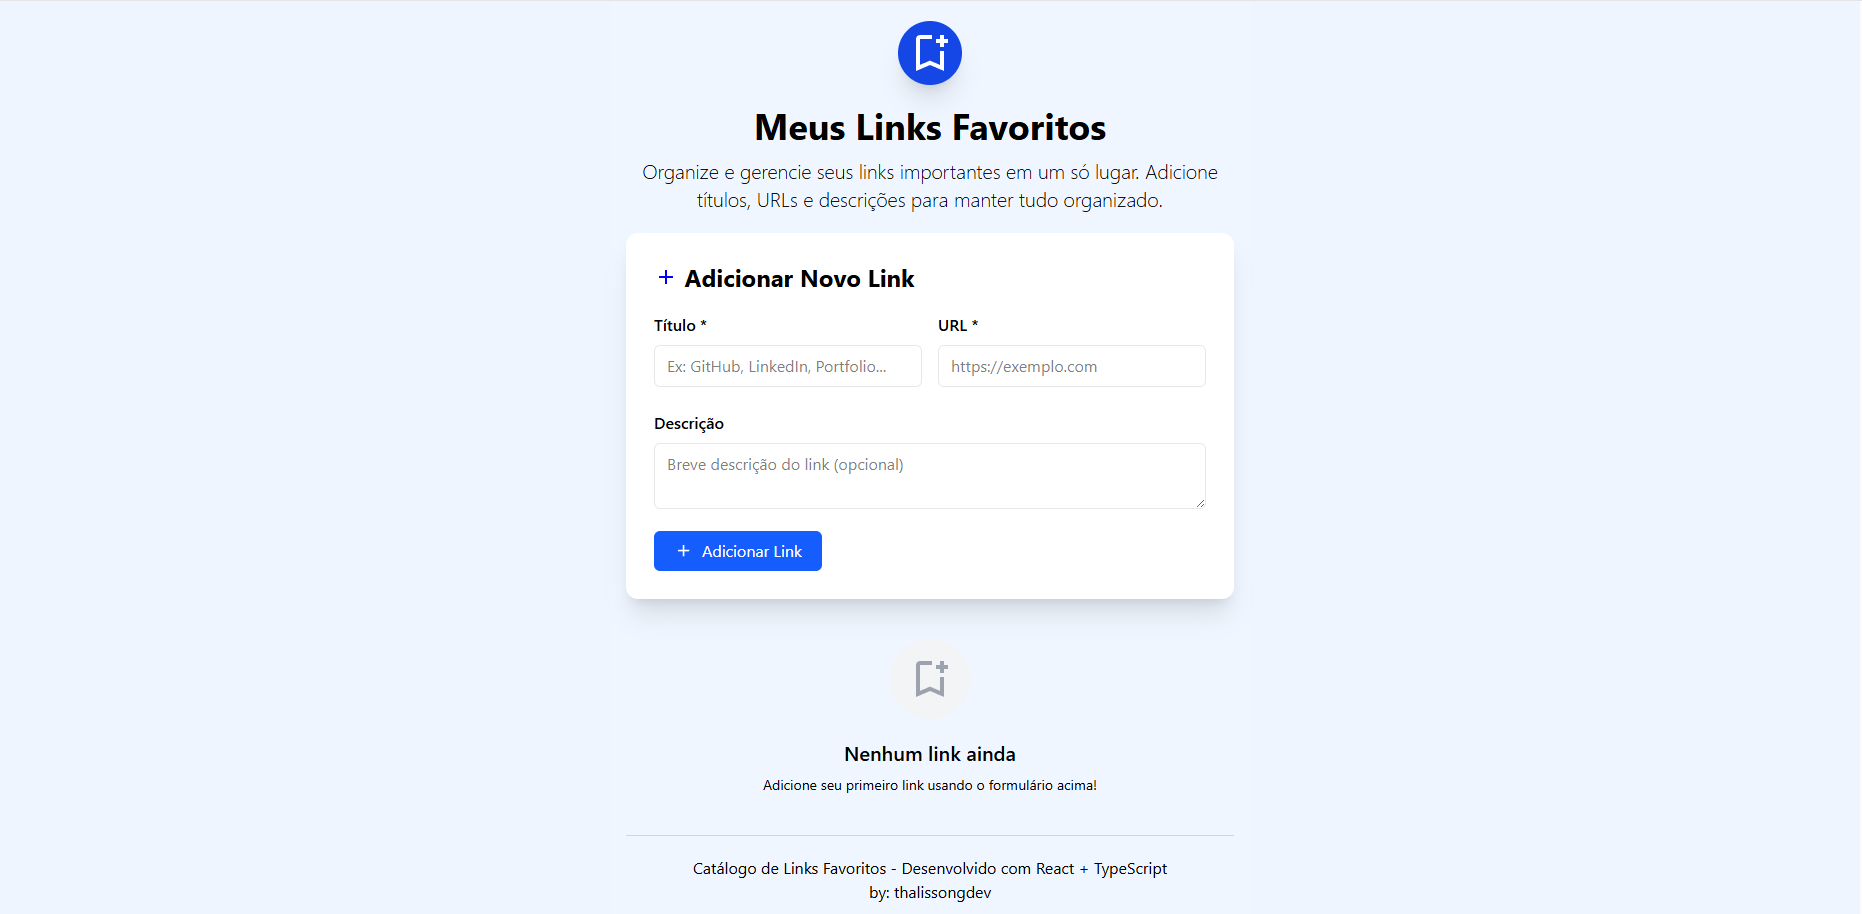 Meus Links Favoritos
Organize e gerencie seus links importantes em um só lugar. Adicione
títulos, URLs e descrições para manter tudo organizado.
+ Adicionar Novo Link
Título *
URL *
Ex: GitHub, LinkedIn, Portfolio...
https://exemplo.com
Descrição
Breve descrição do link (opcional)
+ Adicionar Link
Nenhum link ainda
Adicione seu primeiro link usando o formulário acima!
Catálogo de Links Favoritos - Desenvolvido com React + TypeScript
by: thalissongdev